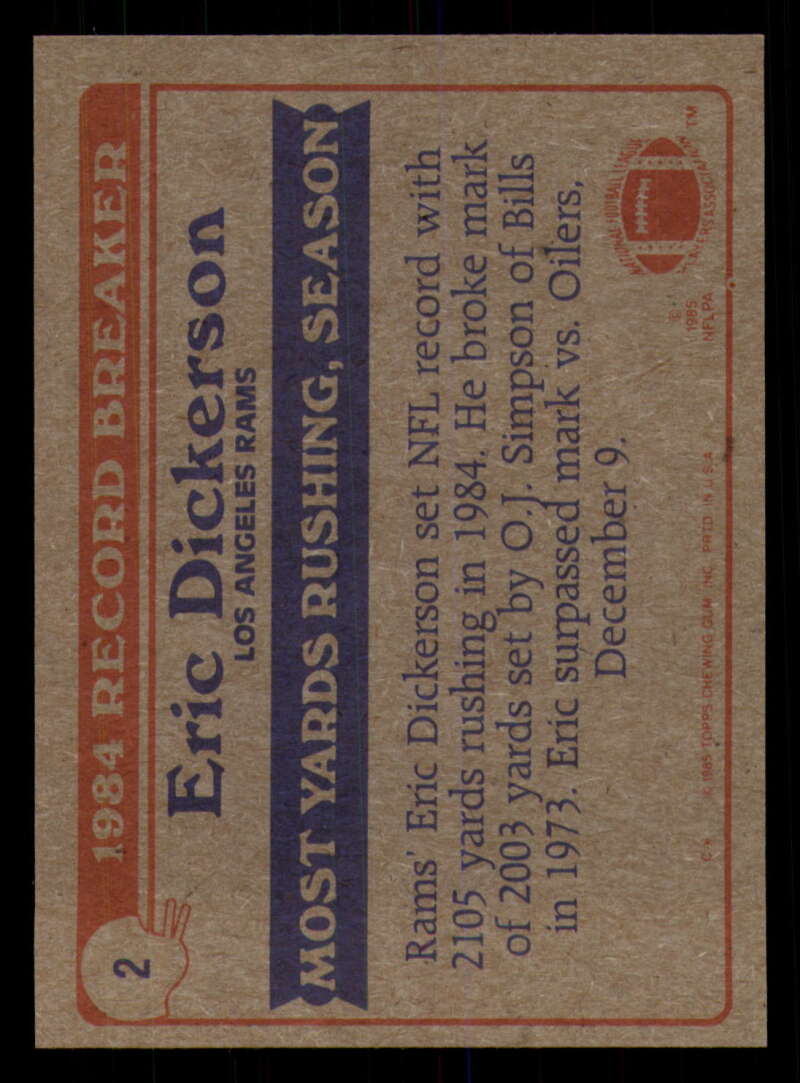 2
1984 RECORD BREAKER
Eric Dickerson
LOS ANGELES RAMS
MOST YARDS RUSHING, SEASON
Rams' Eric Dickerson set NFL record with
2105 yards rushing in 1984. He broke mark
of 2003 yards set by O.J. Simpson of Bills
in 1973. Eric surpassed mark vs. Oilers,
December 9.
NATIONAL FOOTBALL LEAGUE
PLAYERS ASSOCIATION TM
©
1985
NFLPA
© 1985 TOPPS CHEWING GUM INC. PRTD. IN U.S.A.